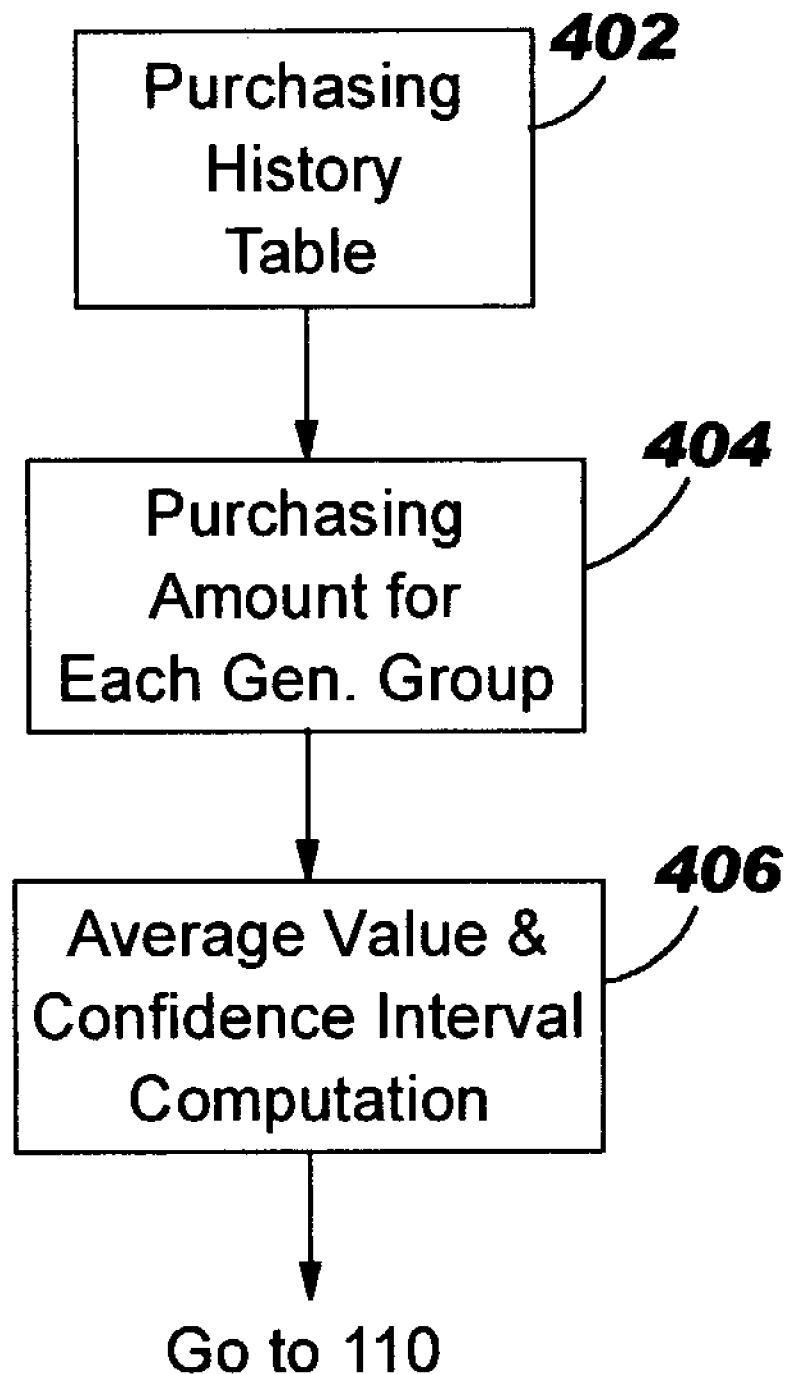 402
Purchasing
History
Table
404
Purchasing
Amount for
Each Gen. Group
406
Average Value &
Confidence Interval
Computation
Go to 110